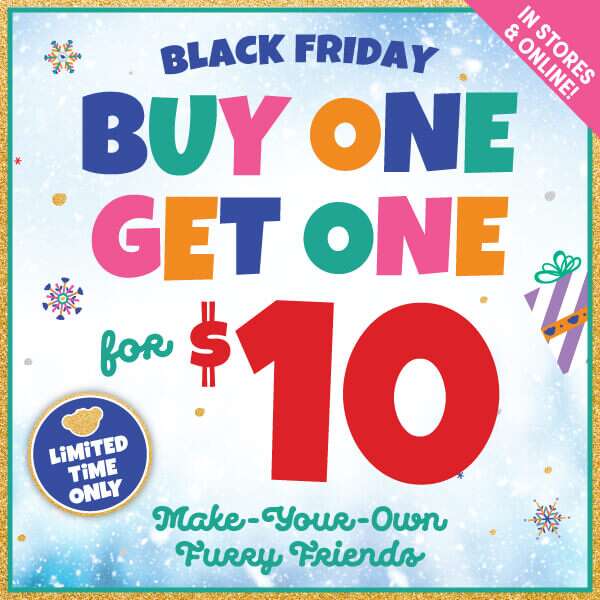 IN STORES
& ONLINE!
BLACK FRIDAY
BUY ONE
GET ONE
for $10
LiMiTED
TiME
ONLY
Make-Your-Own
Furry Friends